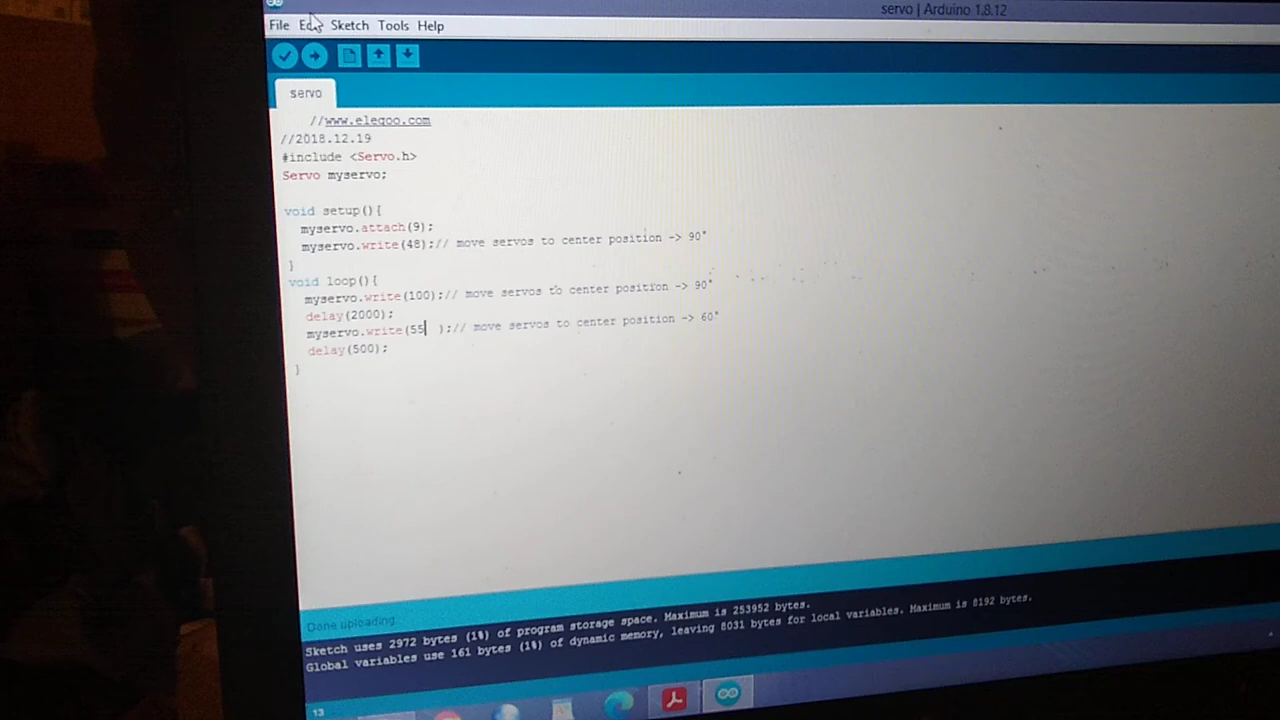 servo | Arduino 1.8.12
File Edit Sketch Tools Help
servo
//www.elegoo.com
//2018.12.19
#include <Servo.h>
Servo myservo;
void setup(){
myservo.attach(9);
myservo.write(48);// move servos to center position -> 90°
}
void loop(){
myservo.write(100);// move servos to center position -> 90°
delay(2000);
myservo.write(55 );// move servos to center position -> 60°
delay(500);
}
Done uploading.
Sketch uses 2972 bytes (1%) of program storage space. Maximum is 253952 bytes.
Global variables use 161 bytes (1%) of dynamic memory, leaving 8031 bytes for local variables. Maximum is 8192 bytes.
13